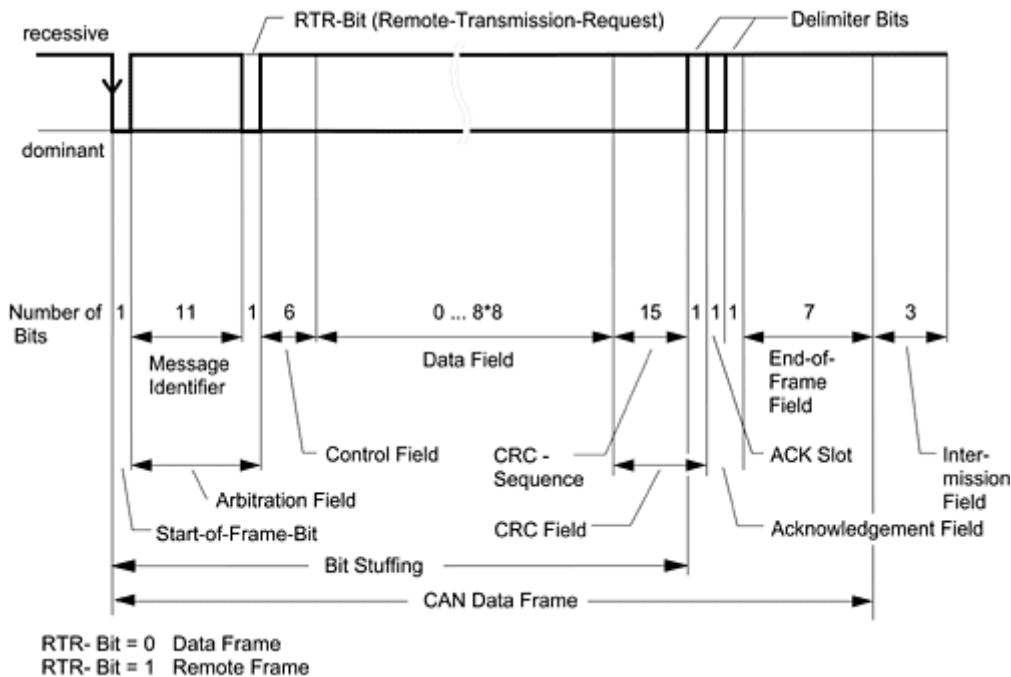 RTR-Bit (Remote-Transmission-Request)
Delimiter Bits
recessive
dominant
Number of
Bits
1
11
1
6
0 ... 8*8
15
1
1
1
7
3
Message
Identifier
Data Field
End-of-
Frame
Field
Control Field
CRC -
Sequence
ACK Slot
Inter-
mission
Field
Arbitration Field
CRC Field
Acknowledgement Field
Start-of-Frame-Bit
Bit Stuffing
CAN Data Frame
RTR- Bit = 0 Data Frame
RTR- Bit = 1 Remote Frame